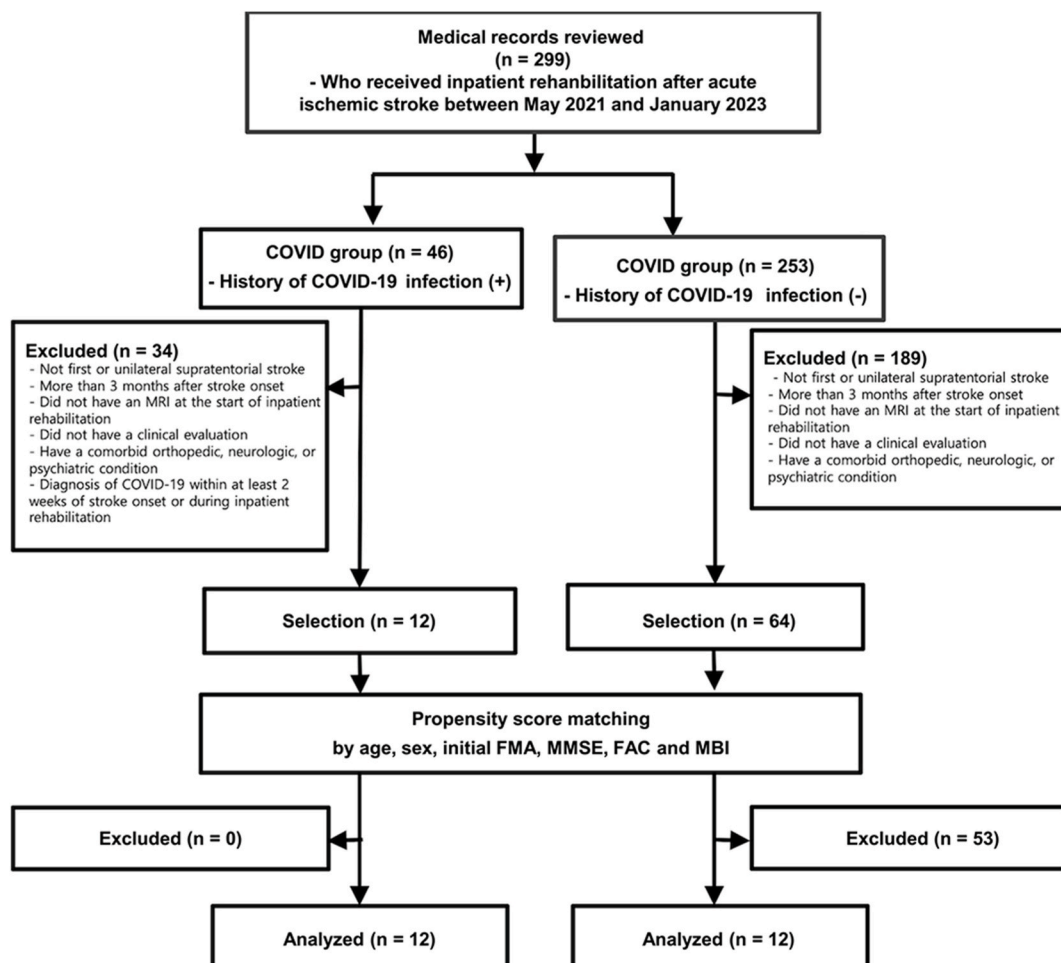 Medical records reviewed
(n = 299)
- Who received inpatient rehanbilitation after acute
ischemic stroke between May 2021 and January 2023
COVID group (n = 46)
- History of COVID-19 infection (+)
COVID group (n = 253)
- History of COVID-19 infection (-)
Excluded (n = 34)
- Not first or unilateral supratentorial stroke
- More than 3 months after stroke onset
- Did not have an MRI at the start of inpatient
rehabilitation
- Did not have a clinical evaluation
- Have a comorbid orthopedic, neurologic, or
psychiatric condition
- Diagnosis of COVID-19 within at least 2
weeks of stroke onset or during inpatient
rehabilitation
Excluded (n = 189)
- Not first or unilateral supratentorial stroke
- More than 3 months after stroke onset
- Did not have an MRI at the start of inpatient
rehabilitation
- Did not have a clinical evaluation
- Have a comorbid orthopedic, neurologic, or
psychiatric condition
Selection (n = 12)
Selection (n = 64)
Propensity score matching
by age, sex, initial FMA, MMSE, FAC and MBI
Excluded (n = 0)
Excluded (n = 53)
Analyzed (n = 12)
Analyzed (n = 12)